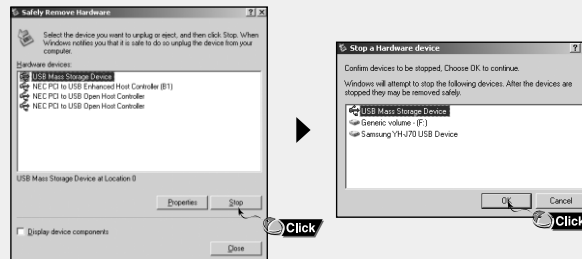 Safely Remove Hardware
Select the device you want to unplug or eject, and then click Stop. When
Windows notifies you that it is safe to do so unplug the device from your
computer.
Hardware devices:
USB Mass Storage Device
NEC PCI to USB Enhanced Host Controller (B1)
NEC PCI to USB Open Host Controller
NEC PCI to USB Open Host Controller
USB Mass Storage Device at Location 0
Properties
Stop
Click
Display device components
Close
Stop a Hardware device
Confirm devices to be stopped, Choose OK to continue.
Windows will attempt to stop the following devices. After the devices are
stopped they may be removed safely.
USB Mass Storage Device
Generic volume - (F:)
Samsung YH-J70 USB Device
OK
Cancel
Click